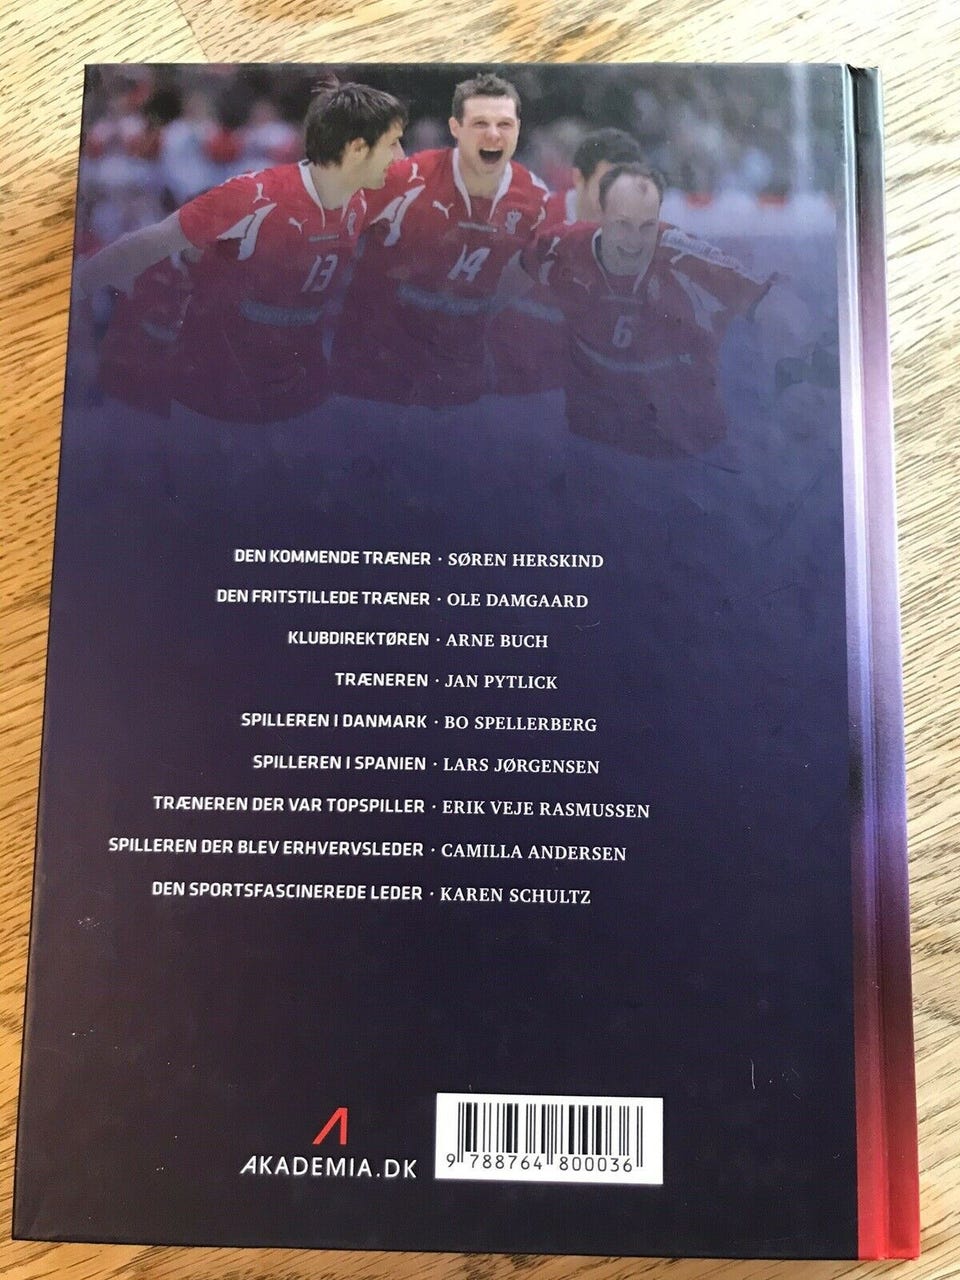 13
14
6
DEN KOMMENDE TRÆNER · SØREN HERSKIND
DEN FRITSTILLEDE TRÆNER · OLE DAMGAARD
KLUBDIREKTØREN · ARNE BUCH
TRÆNEREN · JAN PYTLICK
SPILLEREN I DANMARK · BO SPELLERBERG
SPILLEREN I SPANIEN · LARS JØRGENSEN
TRÆNEREN DER VAR TOPSPILLER · ERIK VEJE RASMUSSEN
SPILLEREN DER BLEV ERHVERVSLEDER · CAMILLA ANDERSEN
DEN SPORTSFASCINEREDE LEDER · KAREN SCHULTZ
AKADEMIA.DK
9 788764 800036